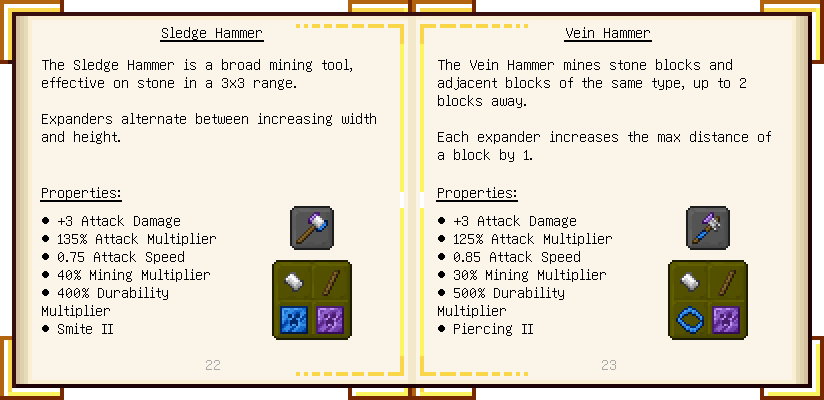 Sledge Hammer
The Sledge Hammer is a broad mining tool,
effective on stone in a 3x3 range.
Expanders alternate between increasing width
and height.
Properties:
● +3 Attack Damage
● 135% Attack Multiplier
● 0.75 Attack Speed
● 40% Mining Multiplier
● 400% Durability
Multiplier
● Smite II
22
Vein Hammer
The Vein Hammer mines stone blocks and
adjacent blocks of the same type, up to 2
blocks away.
Each expander increases the max distance of
a block by 1.
Properties:
● +3 Attack Damage
● 125% Attack Multiplier
● 0.85 Attack Speed
● 30% Mining Multiplier
● 500% Durability
Multiplier
● Piercing II
23